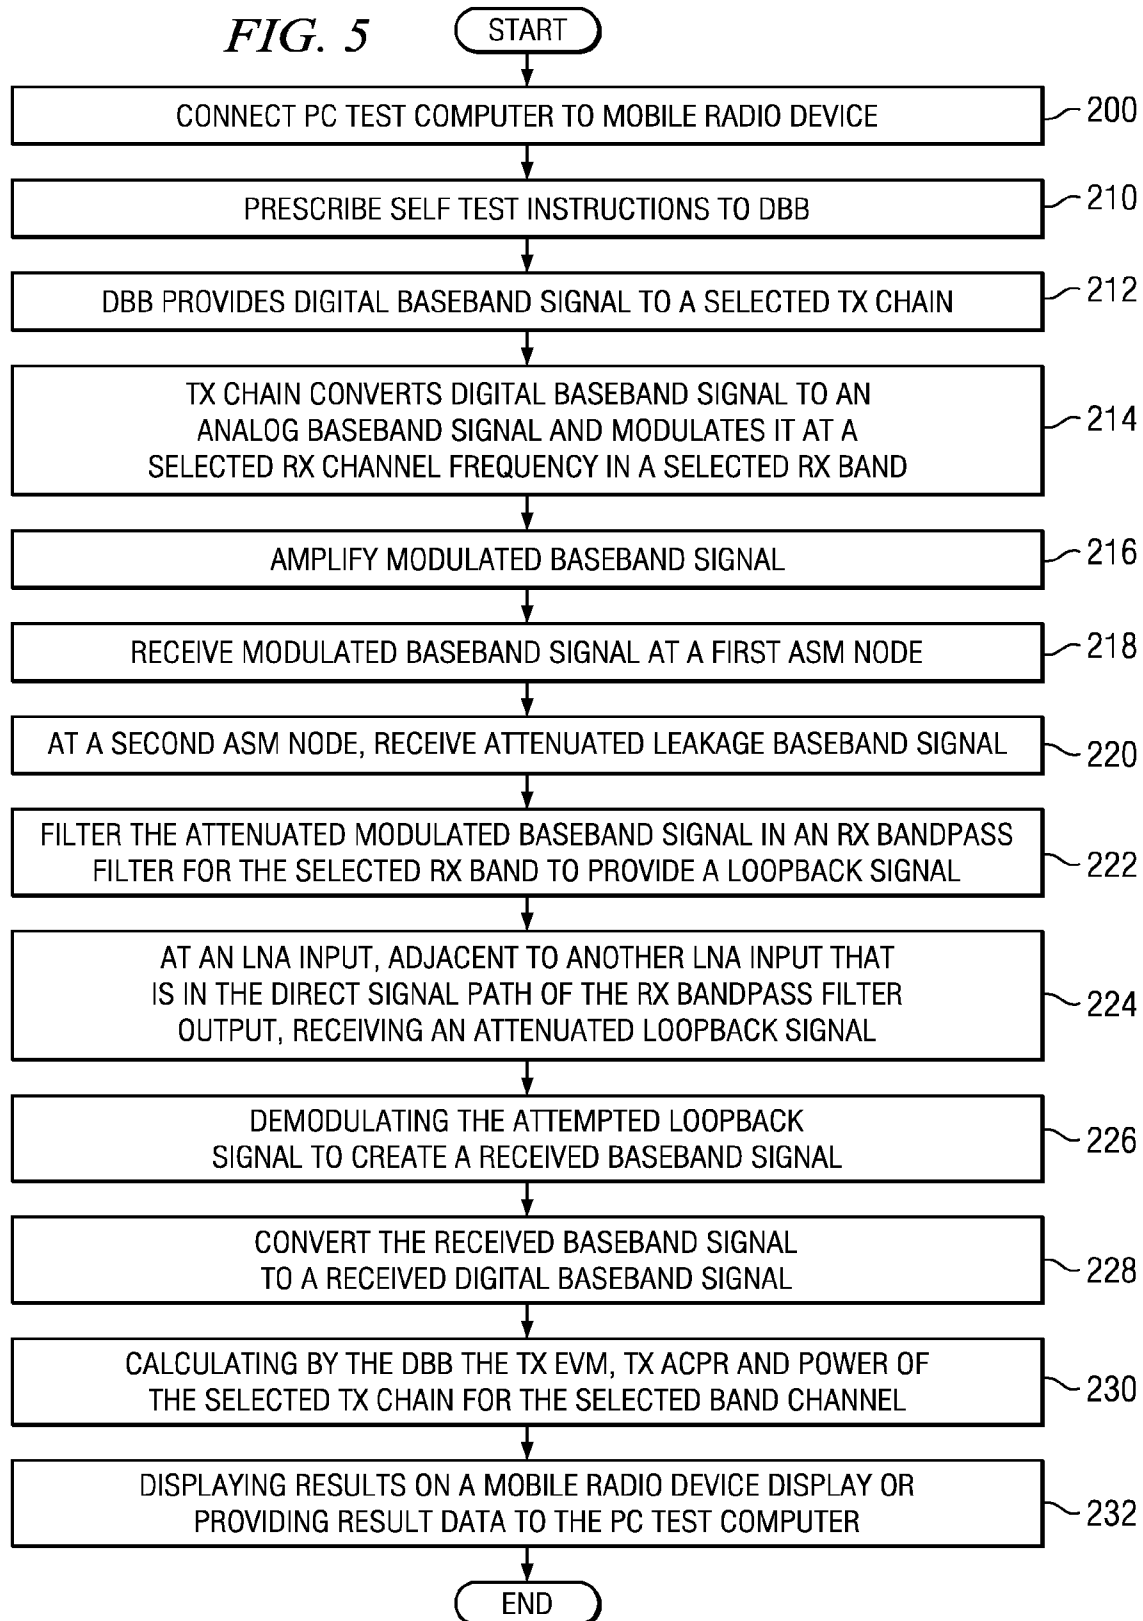 FIG. 5
START
CONNECT PC TEST COMPUTER TO MOBILE RADIO DEVICE
200
PRESCRIBE SELF TEST INSTRUCTIONS TO DBB
210
DBB PROVIDES DIGITAL BASEBAND SIGNAL TO A SELECTED TX CHAIN
212
TX CHAIN CONVERTS DIGITAL BASEBAND SIGNAL TO AN
ANALOG BASEBAND SIGNAL AND MODULATES IT AT A
SELECTED RX CHANNEL FREQUENCY IN A SELECTED RX BAND
214
AMPLIFY MODULATED BASEBAND SIGNAL
216
RECEIVE MODULATED BASEBAND SIGNAL AT A FIRST ASM NODE
218
AT A SECOND ASM NODE, RECEIVE ATTENUATED LEAKAGE BASEBAND SIGNAL
220
FILTER THE ATTENUATED MODULATED BASEBAND SIGNAL IN AN RX BANDPASS
FILTER FOR THE SELECTED RX BAND TO PROVIDE A LOOPBACK SIGNAL
222
AT AN LNA INPUT, ADJACENT TO ANOTHER LNA INPUT THAT
IS IN THE DIRECT SIGNAL PATH OF THE RX BANDPASS FILTER
OUTPUT, RECEIVING AN ATTENUATED LOOPBACK SIGNAL
224
DEMODULATING THE ATTEMPTED LOOPBACK
SIGNAL TO CREATE A RECEIVED BASEBAND SIGNAL
226
CONVERT THE RECEIVED BASEBAND SIGNAL
TO A RECEIVED DIGITAL BASEBAND SIGNAL
228
CALCULATING BY THE DBB THE TX EVM, TX ACPR AND POWER OF
THE SELECTED TX CHAIN FOR THE SELECTED BAND CHANNEL
230
DISPLAYING RESULTS ON A MOBILE RADIO DEVICE DISPLAY OR
PROVIDING RESULT DATA TO THE PC TEST COMPUTER
232
END